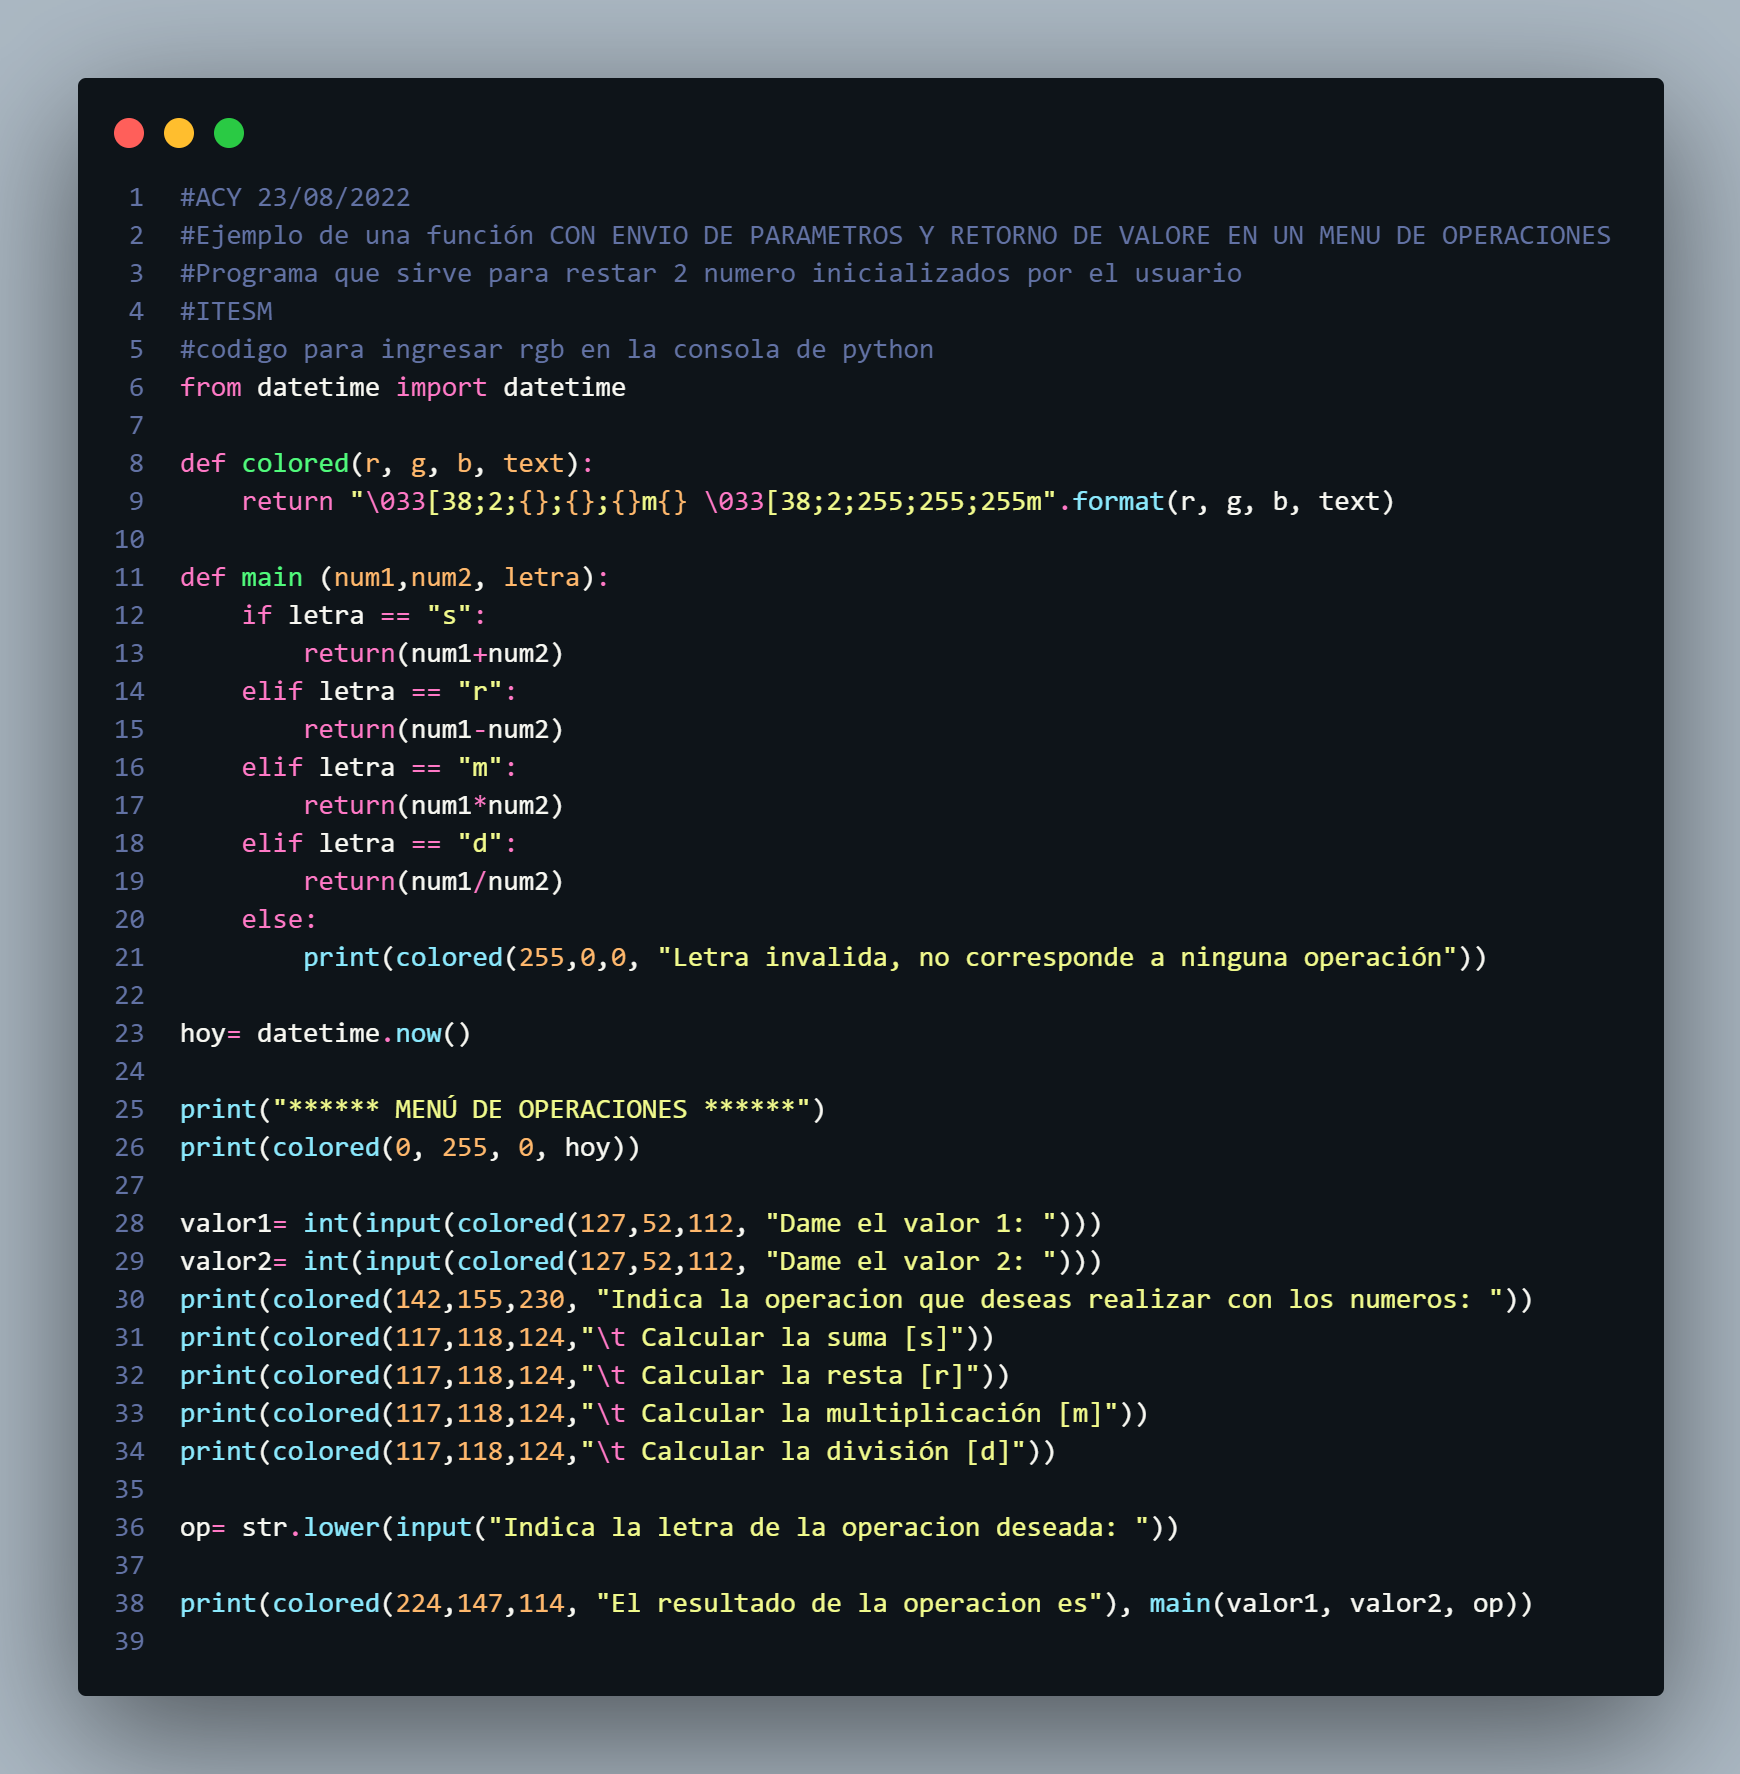 1 #ACY 23/08/2022
2 #Ejemplo de una función CON ENVIO DE PARAMETROS Y RETORNO DE VALORE EN UN MENU DE OPERACIONES
3 #Programa que sirve para restar 2 numero inicializados por el usuario
4 #ITESM
5 #codigo para ingresar rgb en la consola de python
6 from datetime import datetime
7
8 def colored(r, g, b, text):
9     return "\033[38;2;{};{};{}m{} \033[38;2;255;255;255m".format(r, g, b, text)
10
11 def main (num1,num2, letra):
12     if letra == "s":
13         return(num1+num2)
14     elif letra == "r":
15         return(num1-num2)
16     elif letra == "m":
17         return(num1*num2)
18     elif letra == "d":
19         return(num1/num2)
20     else:
21         print(colored(255,0,0, "Letra invalida, no corresponde a ninguna operación"))
22
23 hoy= datetime.now()
24
25 print("****** MENÚ DE OPERACIONES ******")
26 print(colored(0, 255, 0, hoy))
27
28 valor1= int(input(colored(127,52,112, "Dame el valor 1: ")))
29 valor2= int(input(colored(127,52,112, "Dame el valor 2: ")))
30 print(colored(142,155,230, "Indica la operacion que deseas realizar con los numeros: "))
31 print(colored(117,118,124,"\t Calcular la suma [s]"))
32 print(colored(117,118,124,"\t Calcular la resta [r]"))
33 print(colored(117,118,124,"\t Calcular la multiplicación [m]"))
34 print(colored(117,118,124,"\t Calcular la división [d]"))
35
36 op= str.lower(input("Indica la letra de la operacion deseada: "))
37
38 print(colored(224,147,114, "El resultado de la operacion es"), main(valor1, valor2, op))
39